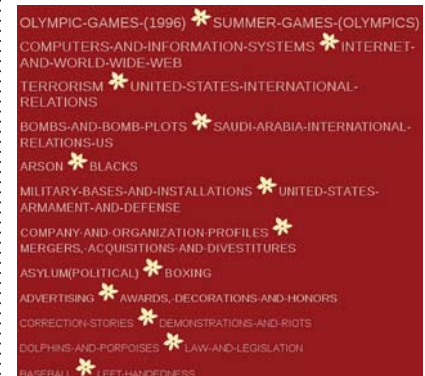 OLYMPIC-GAMES-(1996) SUMMER-GAMES-(OLYMPICS)
COMPUTERS-AND-INFORMATION-SYSTEMS INTERNET-
AND-WORLD-WIDE-WEB
TERRORISM UNITED-STATES-INTERNATIONAL-
RELATIONS
BOMBS-AND-BOMB-PLOTS SAUDI-ARABIA-INTERNATIONAL-
RELATIONS-US
ARSON BLACKS
MILITARY-BASES-AND-INSTALLATIONS UNITED-STATES-
ARMAMENT-AND-DEFENSE
COMPANY-AND-ORGANIZATION-PROFILES
MERGERS,-ACQUISITIONS-AND-DIVESTITURES
ASYLUM(POLITICAL) BOXING
ADVERTISING AWARDS,-DECORATIONS-AND-HONORS
CORRECTION-STORIES DEMONSTRATIONS-AND-RIOTS
DOLPHINS-AND-PORPOISES LAW-AND-LEGISLATION
BASEBALL LEFT-HANDEDNESS